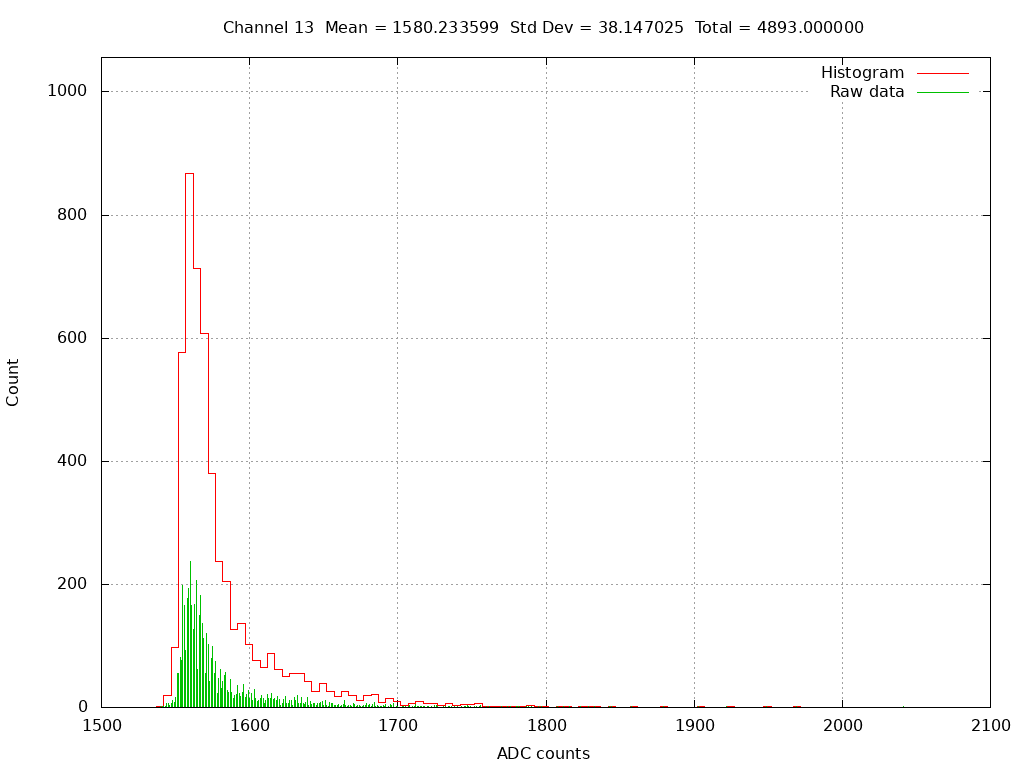 Channel 13  Mean = 1580.233599  Std Dev = 38.147025  Total = 4893.000000
Histogram
Raw data
1000
800
600
400
200
0
Count
1500 1600 1700 1800 1900 2000 2100
ADC counts